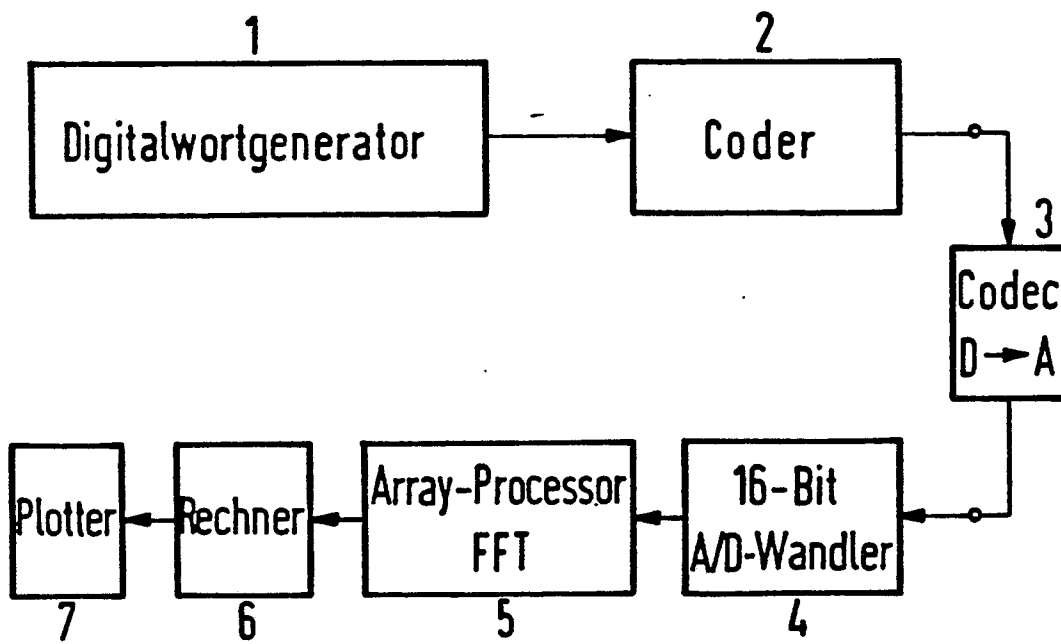 1
Digitalwortgenerator
2
Coder
3
Codec
D → A
16-Bit
A/D-Wandler
4
Array-Processor
FFT
5
Rechner
6
Plotter
7